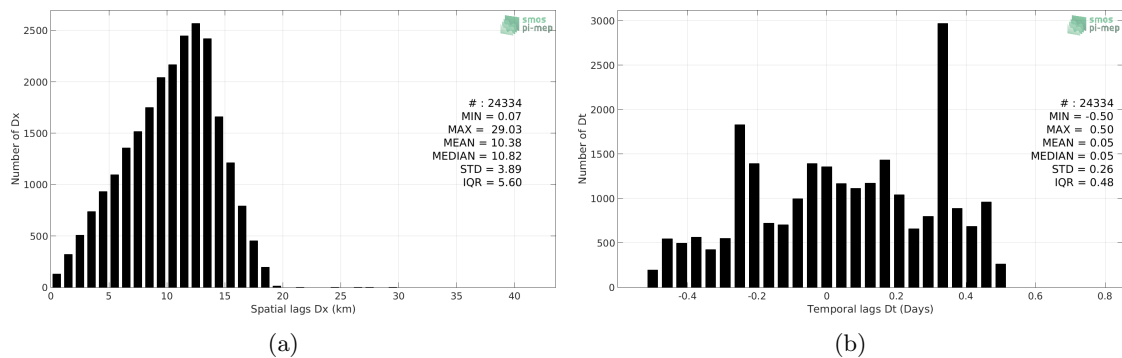 smos
pi-mep
2500
2000
1500
1000
500
0
Number of Dx
# : 24334
MIN = 0.07
MAX = 29.03
MEAN = 10.38
MEDIAN = 10.82
STD = 3.89
IQR = 5.60
0 5 10 15 20 25 30 35 40
Spatial lags Dx (km)
(a)
smos
pi-mep
3000
2500
2000
1500
1000
500
0
Number of Dt
# : 24334
MIN = -0.50
MAX = 0.50
MEAN = 0.05
MEDIAN = 0.05
STD = 0.26
IQR = 0.48
-0.4 -0.2 0 0.2 0.4 0.6 0.8
Temporal lags Dt (Days)
(b)